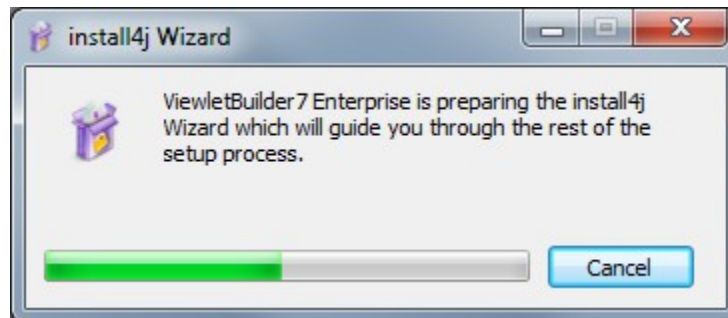 install4j Wizard
ViewletBuilder7 Enterprise is preparing the install4j
Wizard which will guide you through the rest of the
setup process.
Cancel